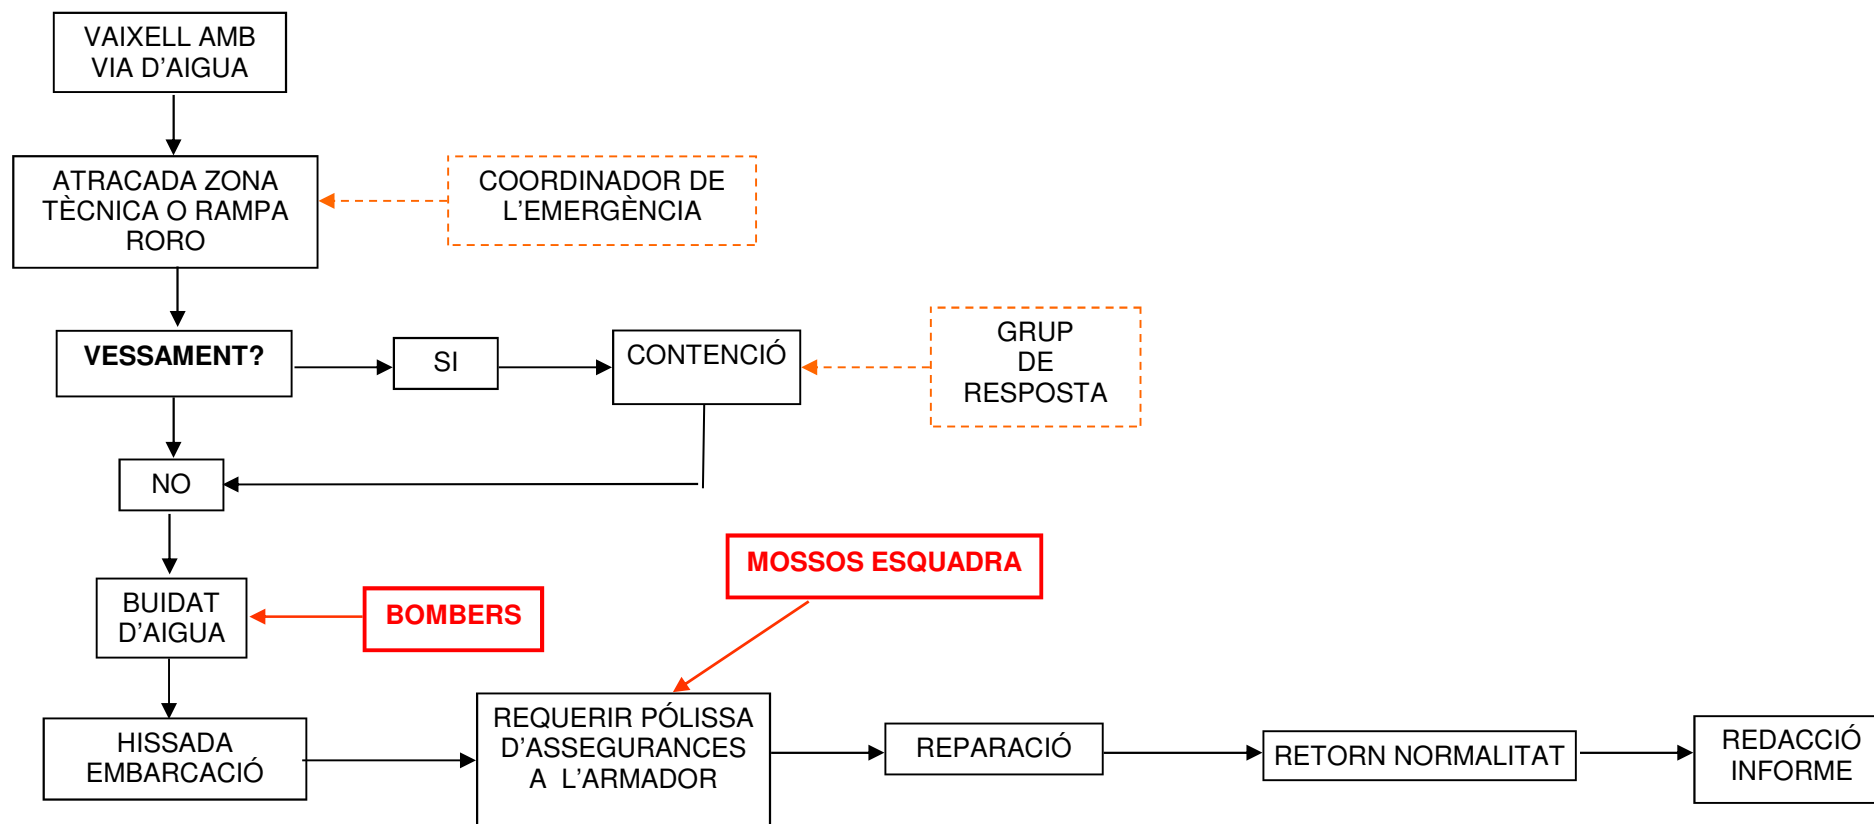 VAIXELL AMB
VIA D'AIGUA
ATRACADA ZONA
TÈCNICA O RAMPA
RORO
COORDINADOR DE
L'EMERGÈNCIA
VESSAMENT?
SI
CONTENCIÓ
GRUP
DE
RESPOSTA
NO
MOSSOS ESQUADRA
BUIDAT
D'AIGUA
BOMBERS
HISSADA
EMBARCACIÓ
REQUERIR PÓLISSA
D'ASSEGURANCES
A L'ARMADOR
REPARACIÓ
RETORN NORMALITAT
REDACCIÓ
INFORME